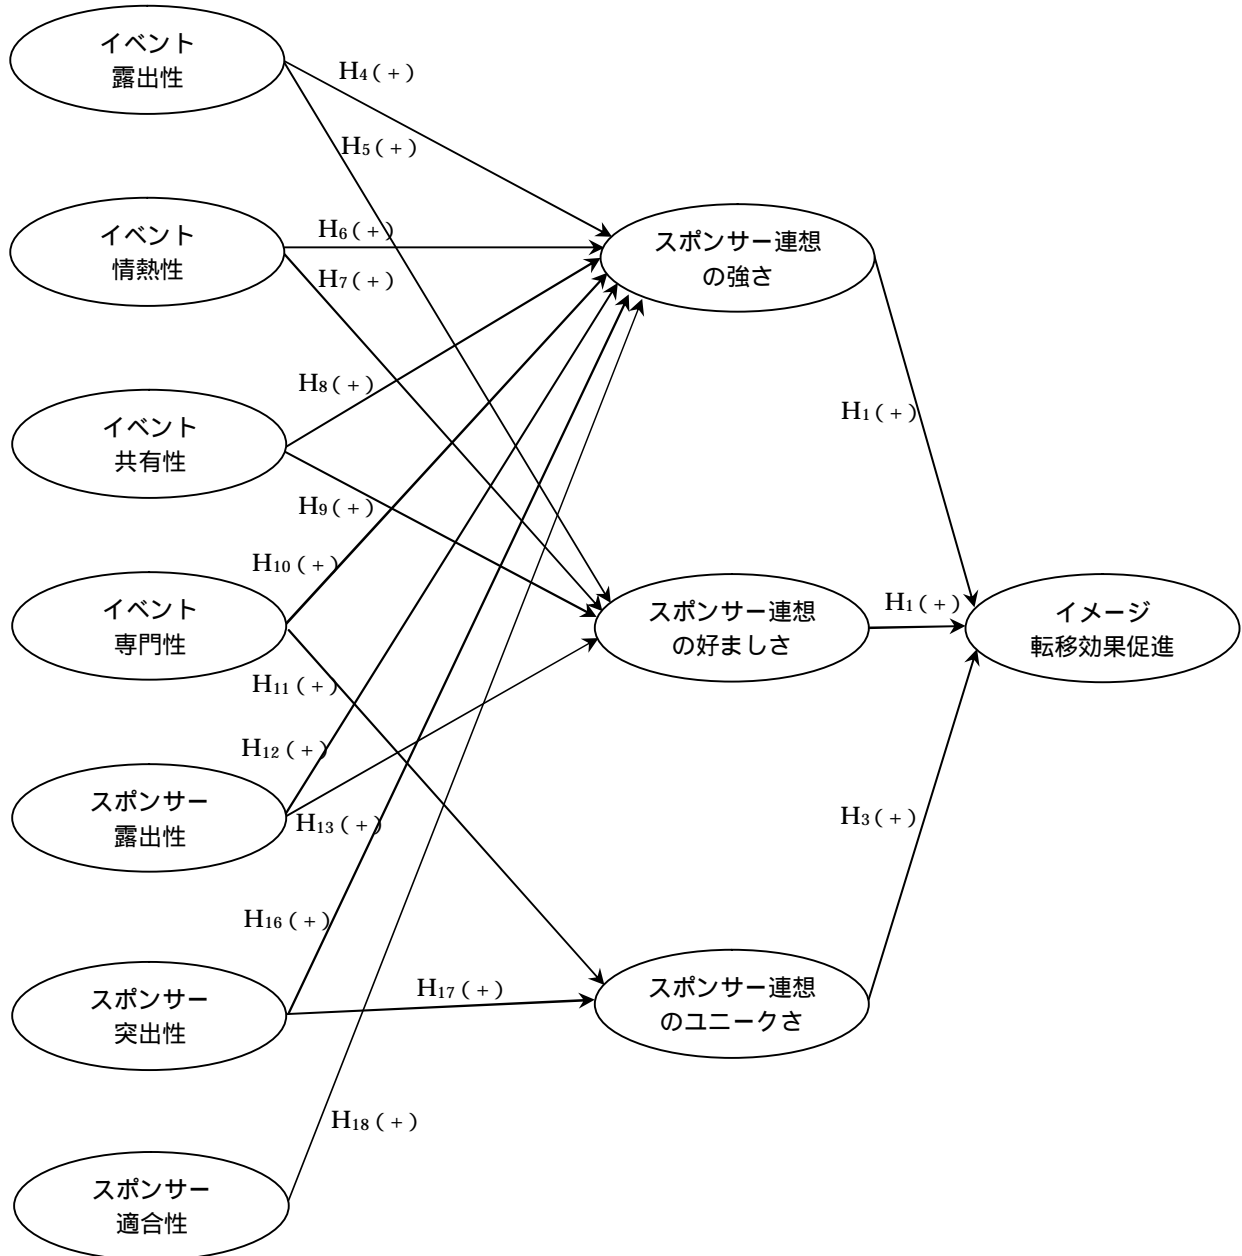 イベント
露出性
H4(+)
H5(+)
イベント
情熱性
H6(+)
H7(+)
スポンサー連想
の強さ
イベント
共有性
H8(+)
H9(+)
H1(+)
イベント
専門性
H10(+)
H11(+)
スポンサー連想
の好ましさ
H1(+)
イメージ
転移効果促進
スポンサー
露出性
H12(+)
H13(+)
H3(+)
スポンサー
突出性
H16(+)
H17(+)
スポンサー連想
のユニークさ
スポンサー
適合性
H18(+)